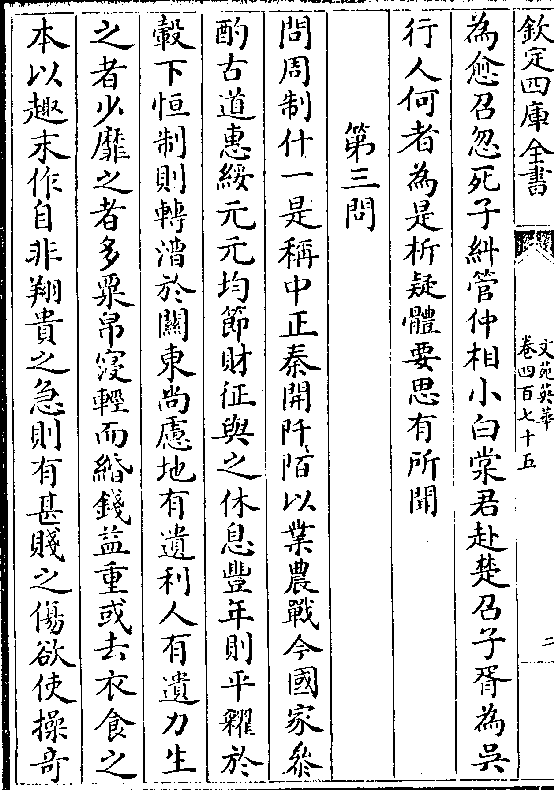 欽定四庫全書
文苑英華
卷四百七十五
二
為愈召忽死子糾管仲相小白棠君赴楚召子胥為吳
行人何者為是析疑體要思有所聞
第三問
問周制什一是稱中正秦開阡陌以業農戰今國家參
酌古道惠綏元元均節財征與之休息豐年則平糴於
轂下恒制則轉漕於關東尚慮地有遺利人有遺力生
之者少靡之者多粟帛寖輕而緡錢益重或去衣食之
本以趣末作自非翔貴之急則有甚賤之傷欲使操奇